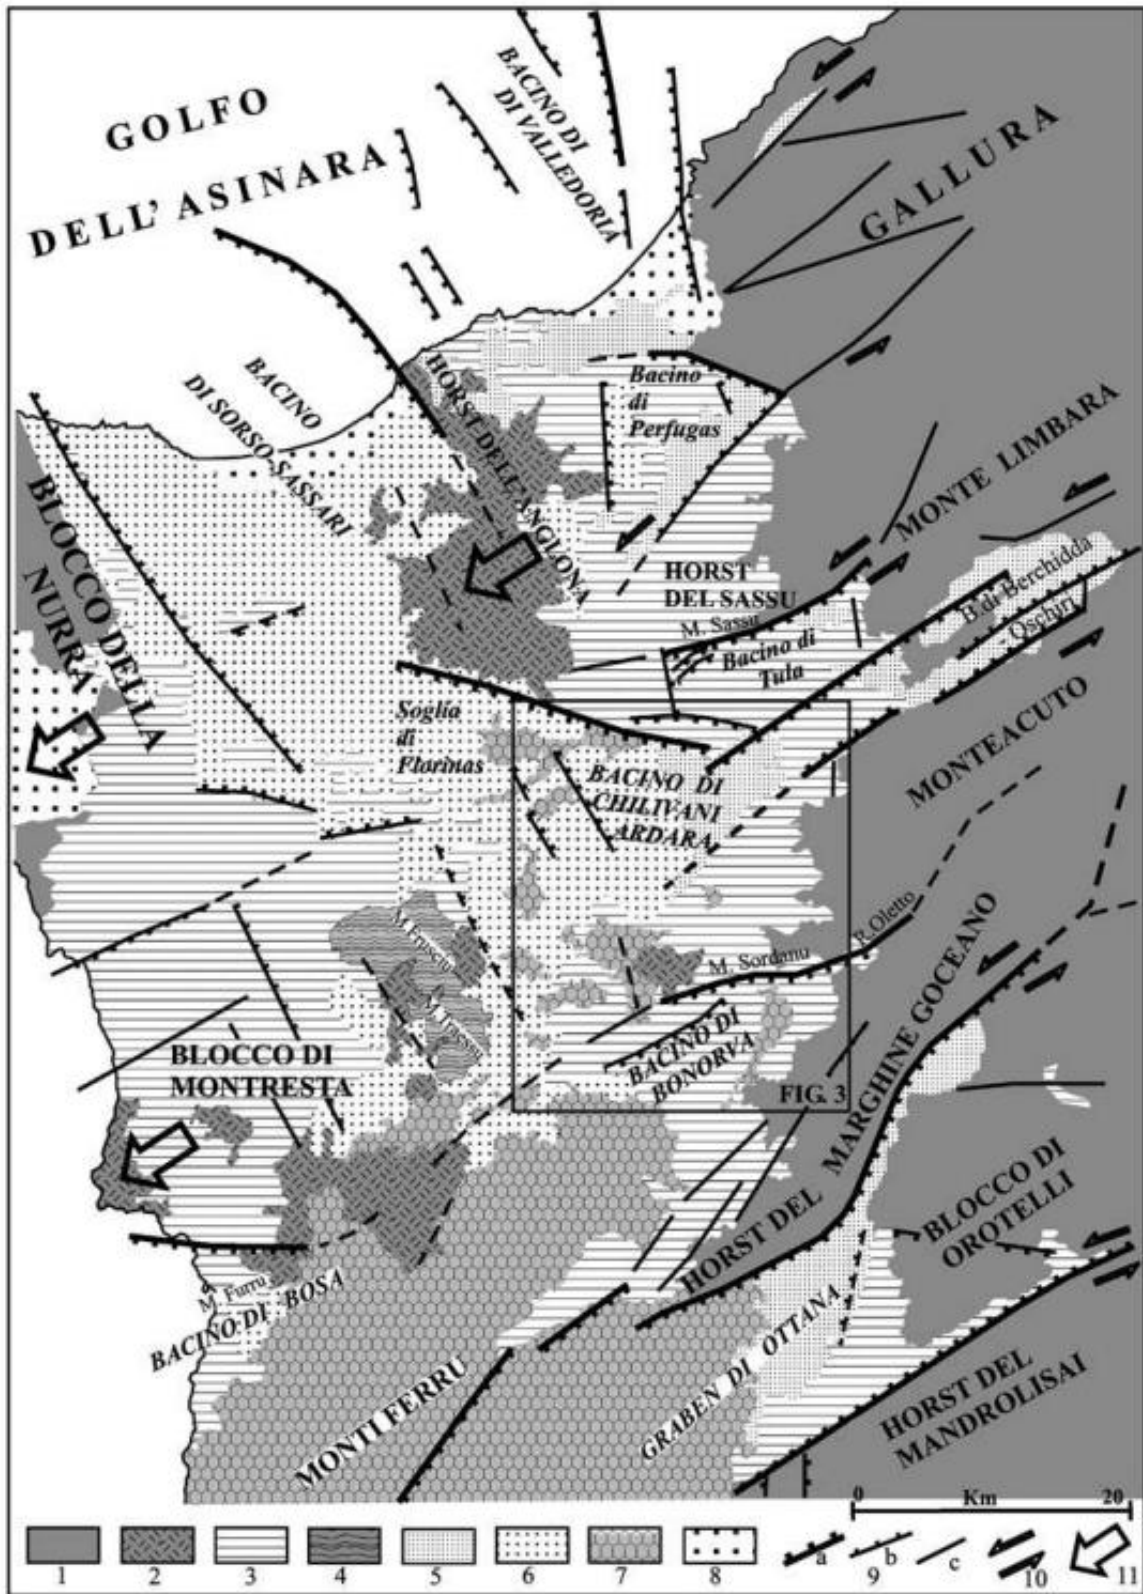 GOLFO
DELL' ASINARA
BACINO DI
DI VALLEDORIA
GALLURA
BACINO
DI SORSO-SASSARI
HORST DELL'ANGLONA
Bacino
di
Perfugas
MONTE LIMBARA
BLOCCO DELLA
NURRA
HORST
DEL SASSU
M. Sassu
Bacino di
Tula
B. di Berchidda
- Oschiri
Soglia
di
Florinas
MONTEACUTO
BACINO DI
CHILIVANI
ARDARA
M. Sordanu
R.Oletto
BLOCCO DI
MONTRESTA
BACINO DI
BONORVA
FIG. 3
MARGHINE GOCEANO
HORST DEL
BLOCCO DI
OROTELLI
M. Furru
BACINO DI BOSA
MONTI FERRU
GRABEN DI OTTANA
HORST DEL
MANDROLISAI
0 Km 20
a b c
1 2 3 4 5 6 7 8 9 10 11